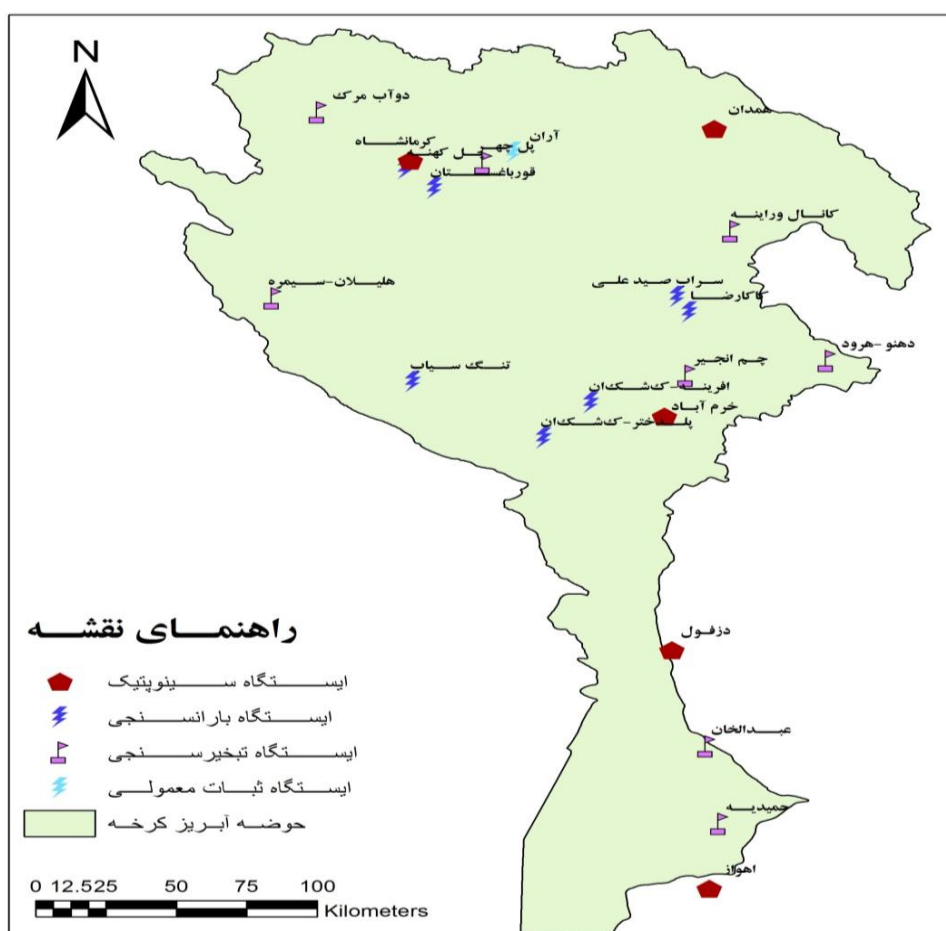 N
دوآب مرک
همدان
آران
پل چهر
کرمانشاه
پل کهنه
قورباغستان
کانال وراینه
سراب صید علی
کاکارضا
هلیلان-سیمره
دهنو -هرود
چم انجیر
تنگ سیاب
افرینه-کشکان
خرم آباد
پلدختر-کشکان
دزفول
عبدالخان
حمیدیه
اهواز
راهنمای نقشه
ایستگاه سینوپتیک
ایستگاه بارانسنجی
ایستگاه تبخیرسنجی
ایستگاه ثبات معمولی
حوضه آبریز کرخه
0 12.525 50 75 100
Kilometers